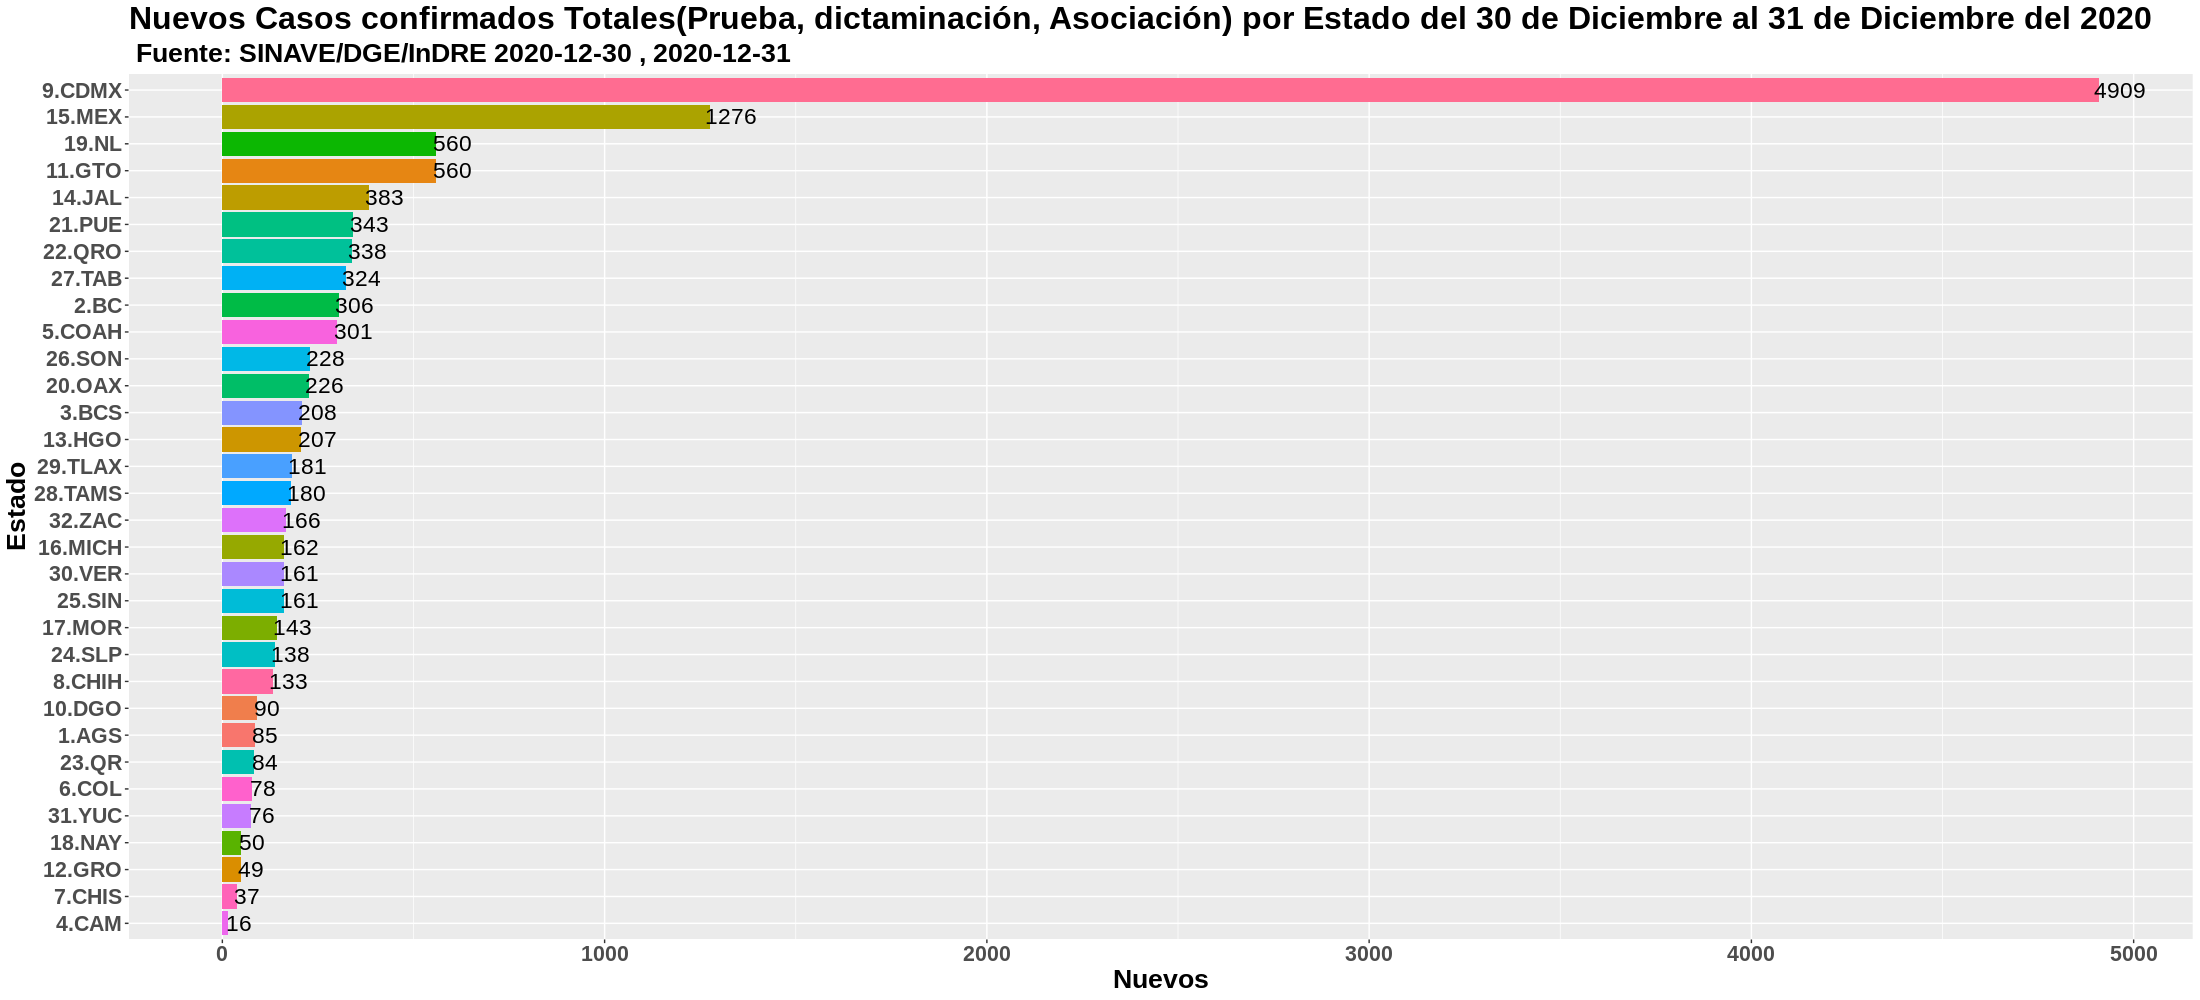 Nuevos Casos confirmados Totales(Prueba, dictaminación, Asociación) por Estado del 30 de Diciembre al 31 de Diciembre del 2020
Fuente: SINAVE/DGE/InDRE 2020-12-30 , 2020-12-31
Estado
9.CDMX 4909
15.MEX 1276
19.NL 560
11.GTO 560
14.JAL 383
21.PUE 343
22.QRO 338
27.TAB 324
2.BC 306
5.COAH 301
26.SON 228
20.OAX 226
3.BCS 208
13.HGO 207
29.TLAX 181
28.TAMS 180
32.ZAC 166
16.MICH 162
30.VER 161
25.SIN 161
17.MOR 143
24.SLP 138
8.CHIH 133
10.DGO 90
1.AGS 85
23.QR 84
6.COL 78
31.YUC 76
18.NAY 50
12.GRO 49
7.CHIS 37
4.CAM 16
0 1000 2000 3000 4000 5000
Nuevos